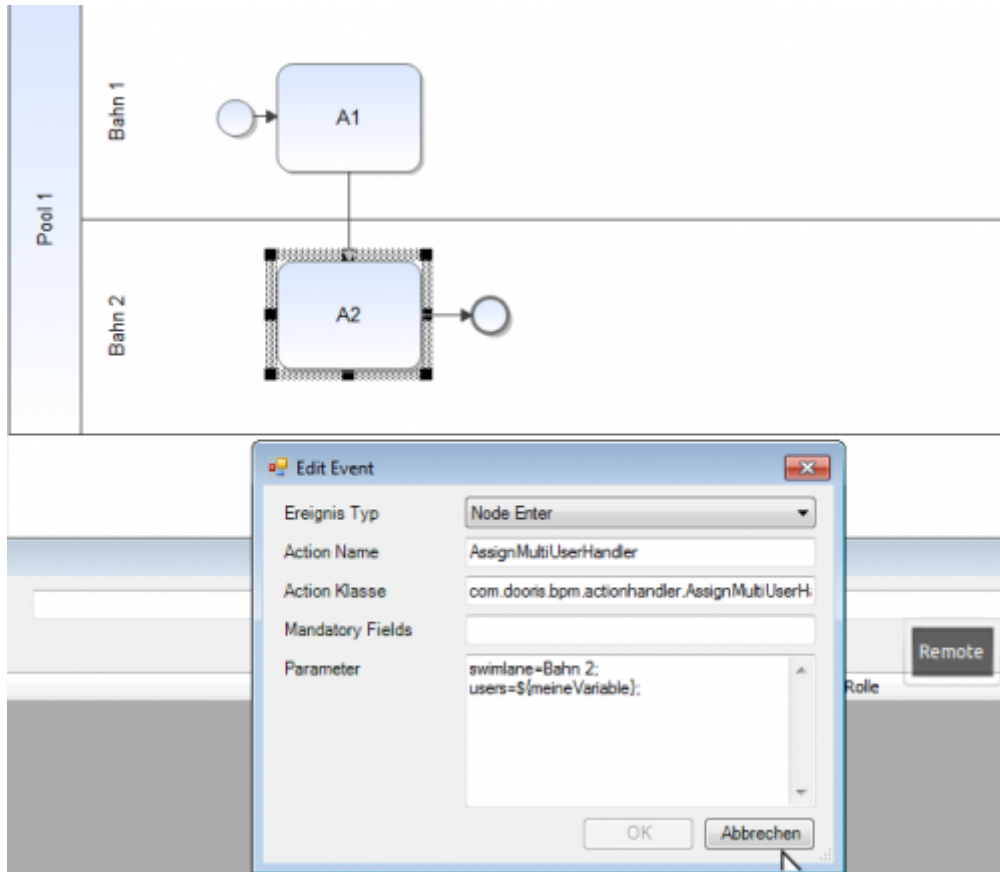 Pool 1
Bahn 1
A1
Bahn 2
A2
Edit Event
Ereignis Typ
Node Enter
Action Name
AssignMultiUserHandler
Action Klasse
com.dooris.bpm.actionhandler.AssignMultiUserHa
Mandatory Fields
Parameter
swimlane=Bahn 2;
users=${meineVariable};
Remote
Rolle
OK
Abbrechen